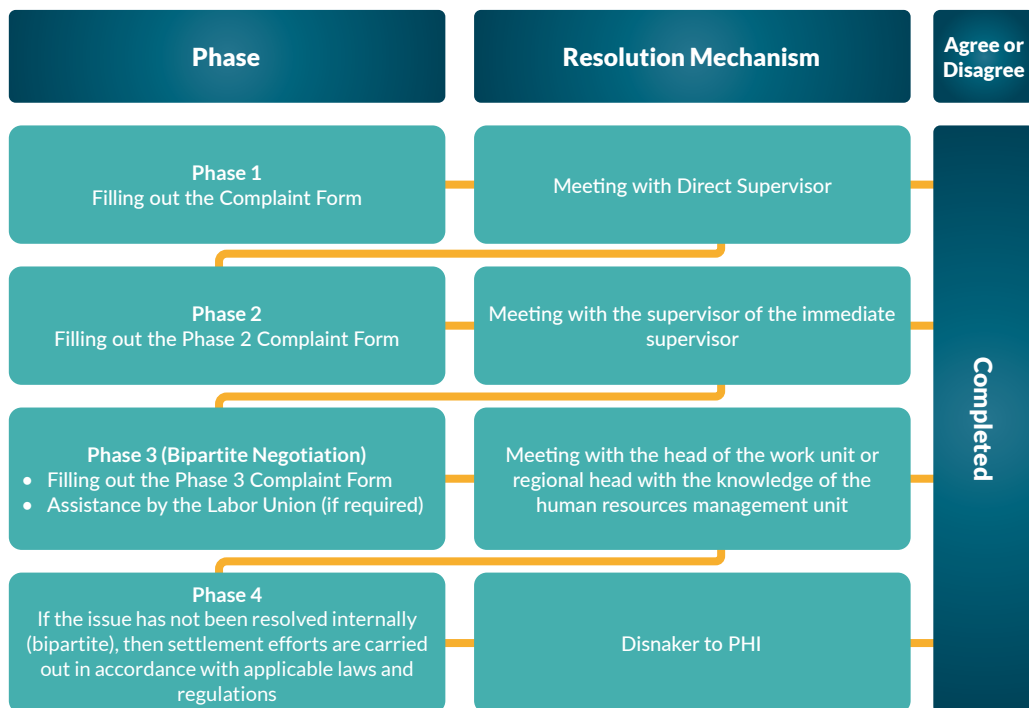 Phase
Resolution Mechanism
Agree or
Disagree
Phase 1
Filling out the Complaint Form
Meeting with Direct Supervisor
Phase 2
Filling out the Phase 2 Complaint Form
Meeting with the supervisor of the immediate
supervisor
Phase 3 (Bipartite Negotiation)
• Filling out the Phase 3 Complaint Form
• Assistance by the Labor Union (if required)
Meeting with the head of the work unit or
regional head with the knowledge of the
human resources management unit
Phase 4
If the issue has not been resolved internally
(bipartite), then settlement efforts are carried
out in accordance with applicable laws and
regulations
Disnaker to PHI
Completed